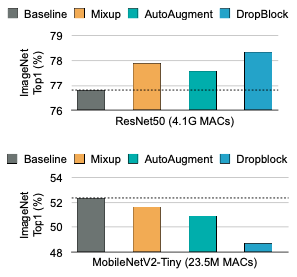 Baseline Mixup AutoAugment DropBlock
79
78
77
76
ImageNet
Top1 (%)
ResNet50 (4.1G MACs)
Baseline Mixup AutoAugment Dropblock
54
52
50
48
ImageNet
Top1 (%)
MobileNetV2-Tiny (23.5M MACs)